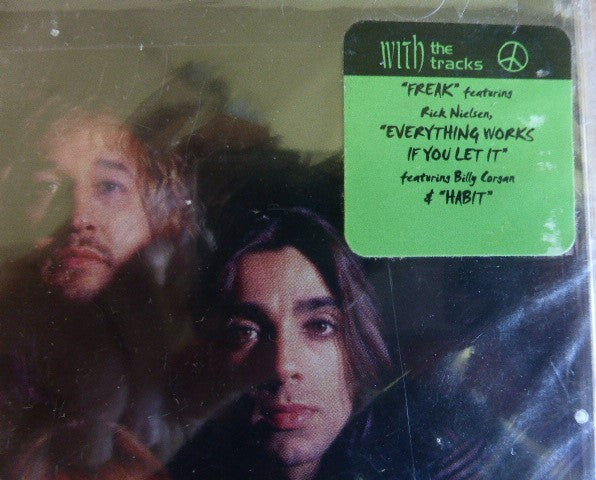 with the
tracks
"FREAK" featuring
Rick Nielsen,
"EVERYTHING WORKS
IF YOU LET IT"
featuring Billy Corgan
& "HABIT"